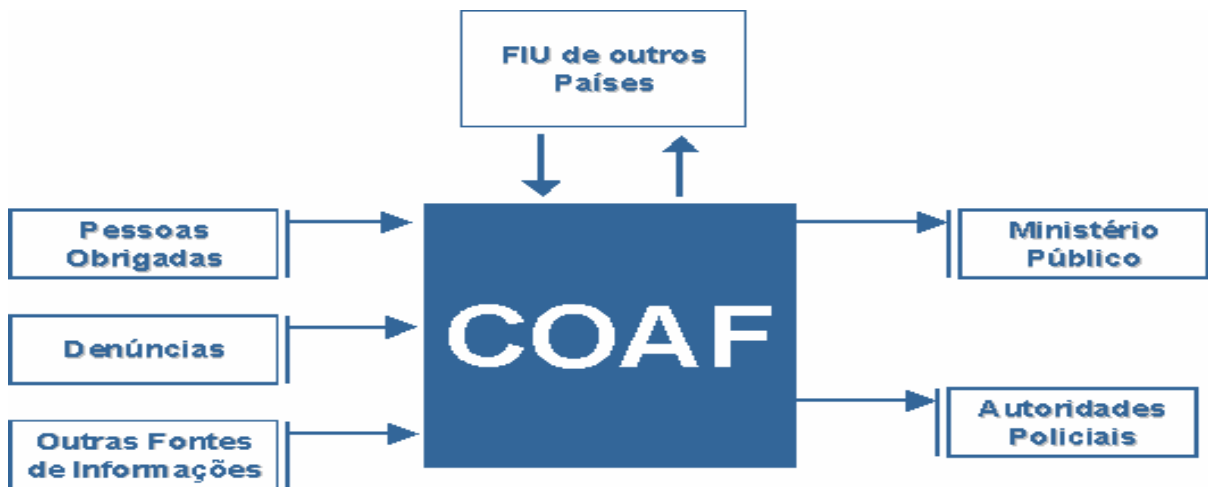 FIU de outros
Países
Pessoas
Obrigadas
Denúncias
Outras Fontes
de Informações
COAF
Ministério
Público
Autoridades
Policiais